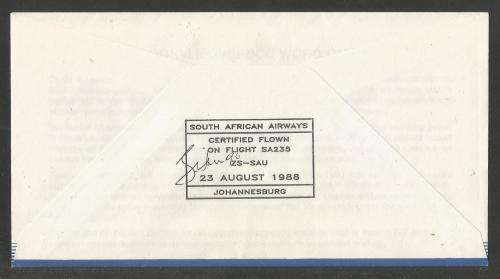 SOUTH AFRICAN AIRWAYS
CERTIFIED FLOWN
ON FLIGHT SA235
ZS-SAU
23 AUGUST 1988
JOHANNESBURG